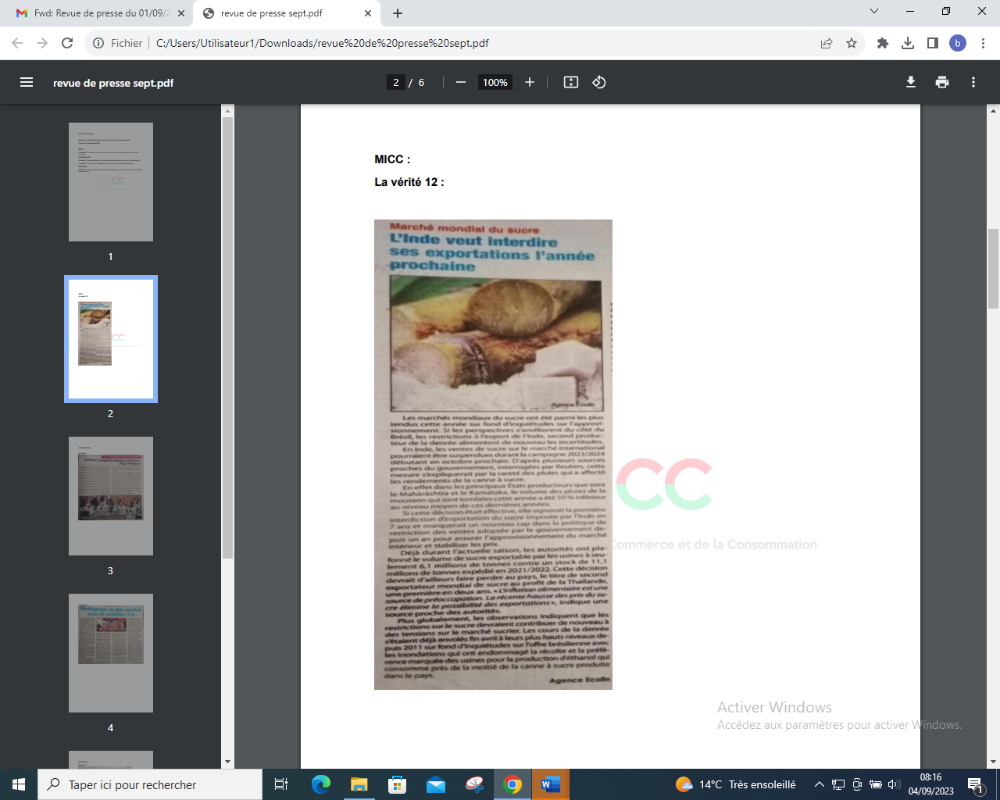 Fwd: Revue de presse du 01/09/2
revue de presse sept.pdf
Fichier
C:/Users/Utilisateur1/Downloads/revue%20de%20presse%20sept.pdf
b
revue de presse sept.pdf
2 / 6
100%
1
2
3
Madagascar
4
MICC :
La vérité 12 :
Marché mondial du sucre
L'Inde veut interdire
ses exportations l'année
prochaine
Agence Ecofin
Les marchés mondiaux du sucre ont été parmi les plus
tendus cette année sur fond d'inquiétudes sur l'approvi-
sionnement. Si les perspectives s'améliorent du côté du
Brésil, les restrictions à l'export de l'Inde, second produc-
teur de la denrée alimentent de nouveau les incertitudes.
En Inde, les ventes de sucre sur le marché international
pourraient être suspendues durant la campagne 2023/2024
débutant en octobre prochain. D'après plusieurs sources
proches du gouvernement, interrogées par Reuters, cette
mesure s'expliquerait par la rareté des pluies qui a affecté
les rendements de la canne à sucre.
En effet dans les principaux États producteurs que sont
le Mahārāshtra et le Karnataka, le volume des pluies de la
mousson qui sont tombées cette année a été 50 % inférieur
au niveau moyen de ces dernières années.
Si cette décision était effective, elle signerait la première
interdiction d'exportation du sucre imposée par l'Inde en
7 ans et marquerait un nouveau cap dans la politique de
restriction des ventes adoptée par le gouvernement de-
puis un an pour assurer l'approvisionnement du marché
intérieur et stabiliser les prix.
Déjà durant l'actuelle saison, les autorités ont pla-
fonné le volume de sucre exportable par les usines à seu-
lement 6,1 millions de tonnes contre un stock de 11,1
millions de tonnes expédié en 2021/2022. Cette décision
devrait d'ailleurs faire perdre au pays, le titre de second
exportateur mondial de sucre au profit de la Thaïlande,
une première en deux ans. « L'inflation alimentaire est une
source de préoccupation. La récente hausse des prix du su-
cre élimine la possibilité des exportations », indique une
source proche des autorités.
Plus globalement, les observations indiquent que les
restrictions sur le sucre devraient contribuer de nouveau à
des tensions sur le marché sucrier. Les cours de la denrée
s'étaient déjà envolés fin avril à leurs plus hauts niveaux de-
puis 2011 sur fond d'inquiétudes sur l'offre brésilienne avec
les inondations qui ont endommagé la récolte et la préfé-
rence marquée des usines pour la production d'éthanol qui
consomme près de la moitié de la canne à sucre produite
dans le pays.
Agence Ecofin
CC
Commerce et de la Consommation
Activer Windows
Accédez aux paramètres pour activer Windows.
Taper ici pour rechercher
14°C Très ensoleillé
08:16
04/09/2023
1